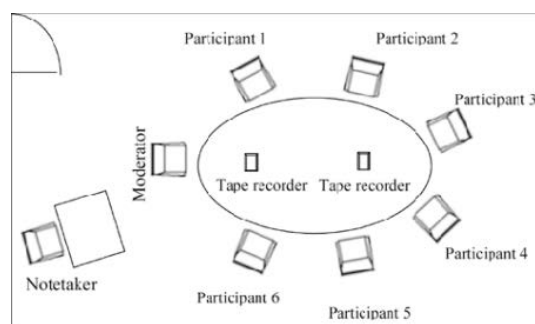 Participant 1
Participant 2
Participant 3
Moderator
Tape recorder
Tape recorder
Participant 4
Notetaker
Participant 6
Participant 5